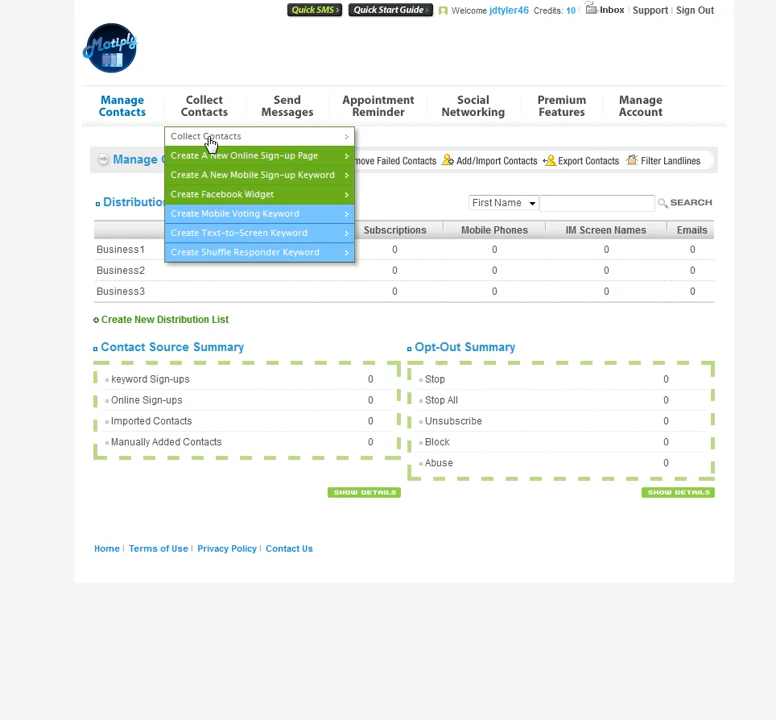 Quick SMS > Quick Start Guide > Welcome jdtyler46 Credits: 10 | Inbox | Support | Sign Out
Motiply
Manage Contacts
Collect Contacts
Send Messages
Appointment Reminder
Social Networking
Premium Features
Manage Account
Collect Contacts
Create A New Online Sign-up Page
Create A New Mobile Sign-up Keyword
Create Facebook Widget
Create Mobile Voting Keyword
Create Text-to-Screen Keyword
Create Shuffle Responder Keyword
Manage
Failed Contacts Add/Import Contacts Export Contacts Filter Landlines
First Name SEARCH
Subscriptions Mobile Phones IM Screen Names Emails
Business1 0 0 0 0
Business2 0 0 0 0
Business3 0 0 0 0
Create New Distribution List
Contact Source Summary
keyword Sign-ups 0
Online Sign-ups 0
Imported Contacts 0
Manually Added Contacts 0
SHOW DETAILS
Opt-Out Summary
Stop 0
Stop All 0
Unsubscribe 0
Block 0
Abuse 0
SHOW DETAILS
Home | Terms of Use | Privacy Policy | Contact Us